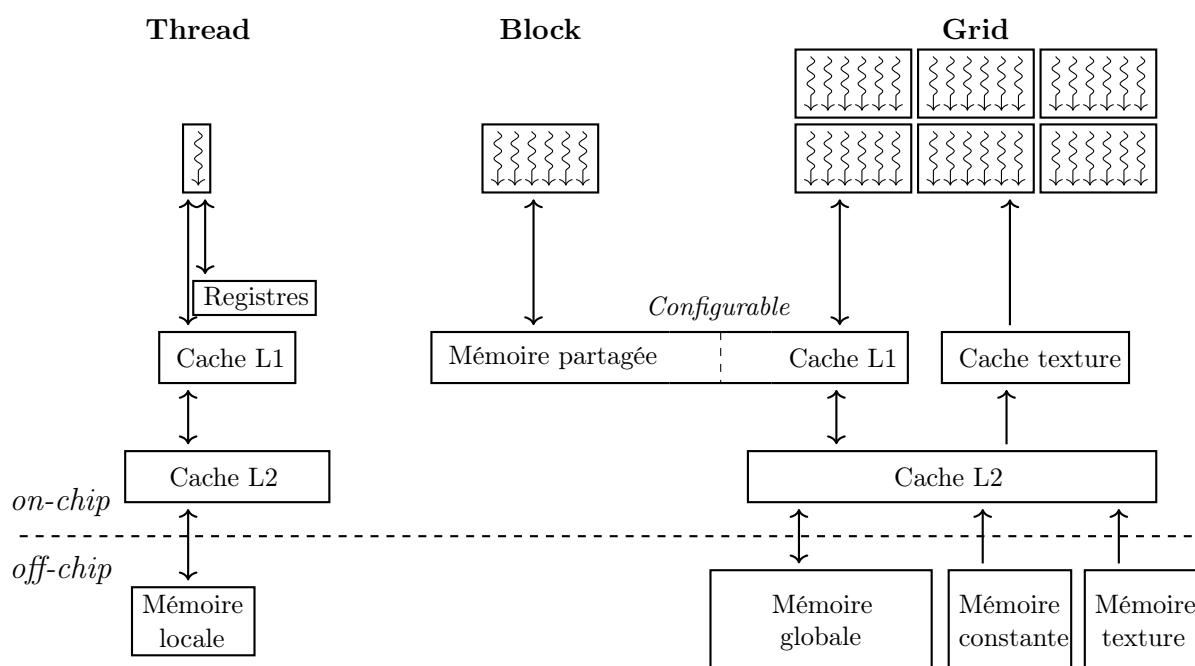 Thread
Block
Grid
Registres
Configurable
Cache L1
Mémoire partagée
Cache L1
Cache texture
Cache L2
Cache L2
on-chip
off-chip
Mémoire
locale
Mémoire
globale
Mémoire
constante
Mémoire
texture